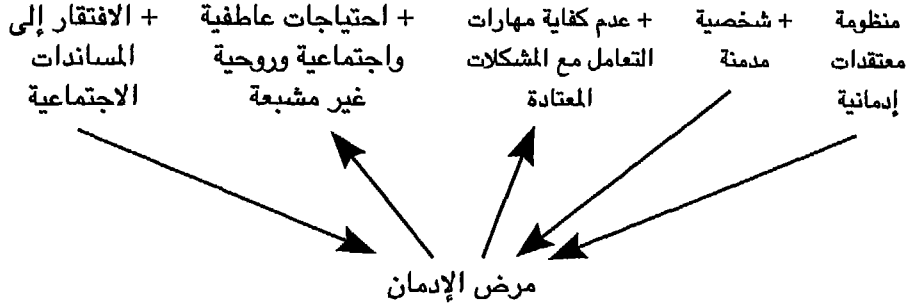 منظومة
معتقدات
إدمانية
+ شخصية
مدمنة
+ عدم كفاية مهارات
التعامل مع المشكلات
المعتادة
+ احتياجات عاطفية
واجتماعية وروحية
غير مشبعة
+ الافتقار إلى
المساندات
الاجتماعية
مرض الإدمان